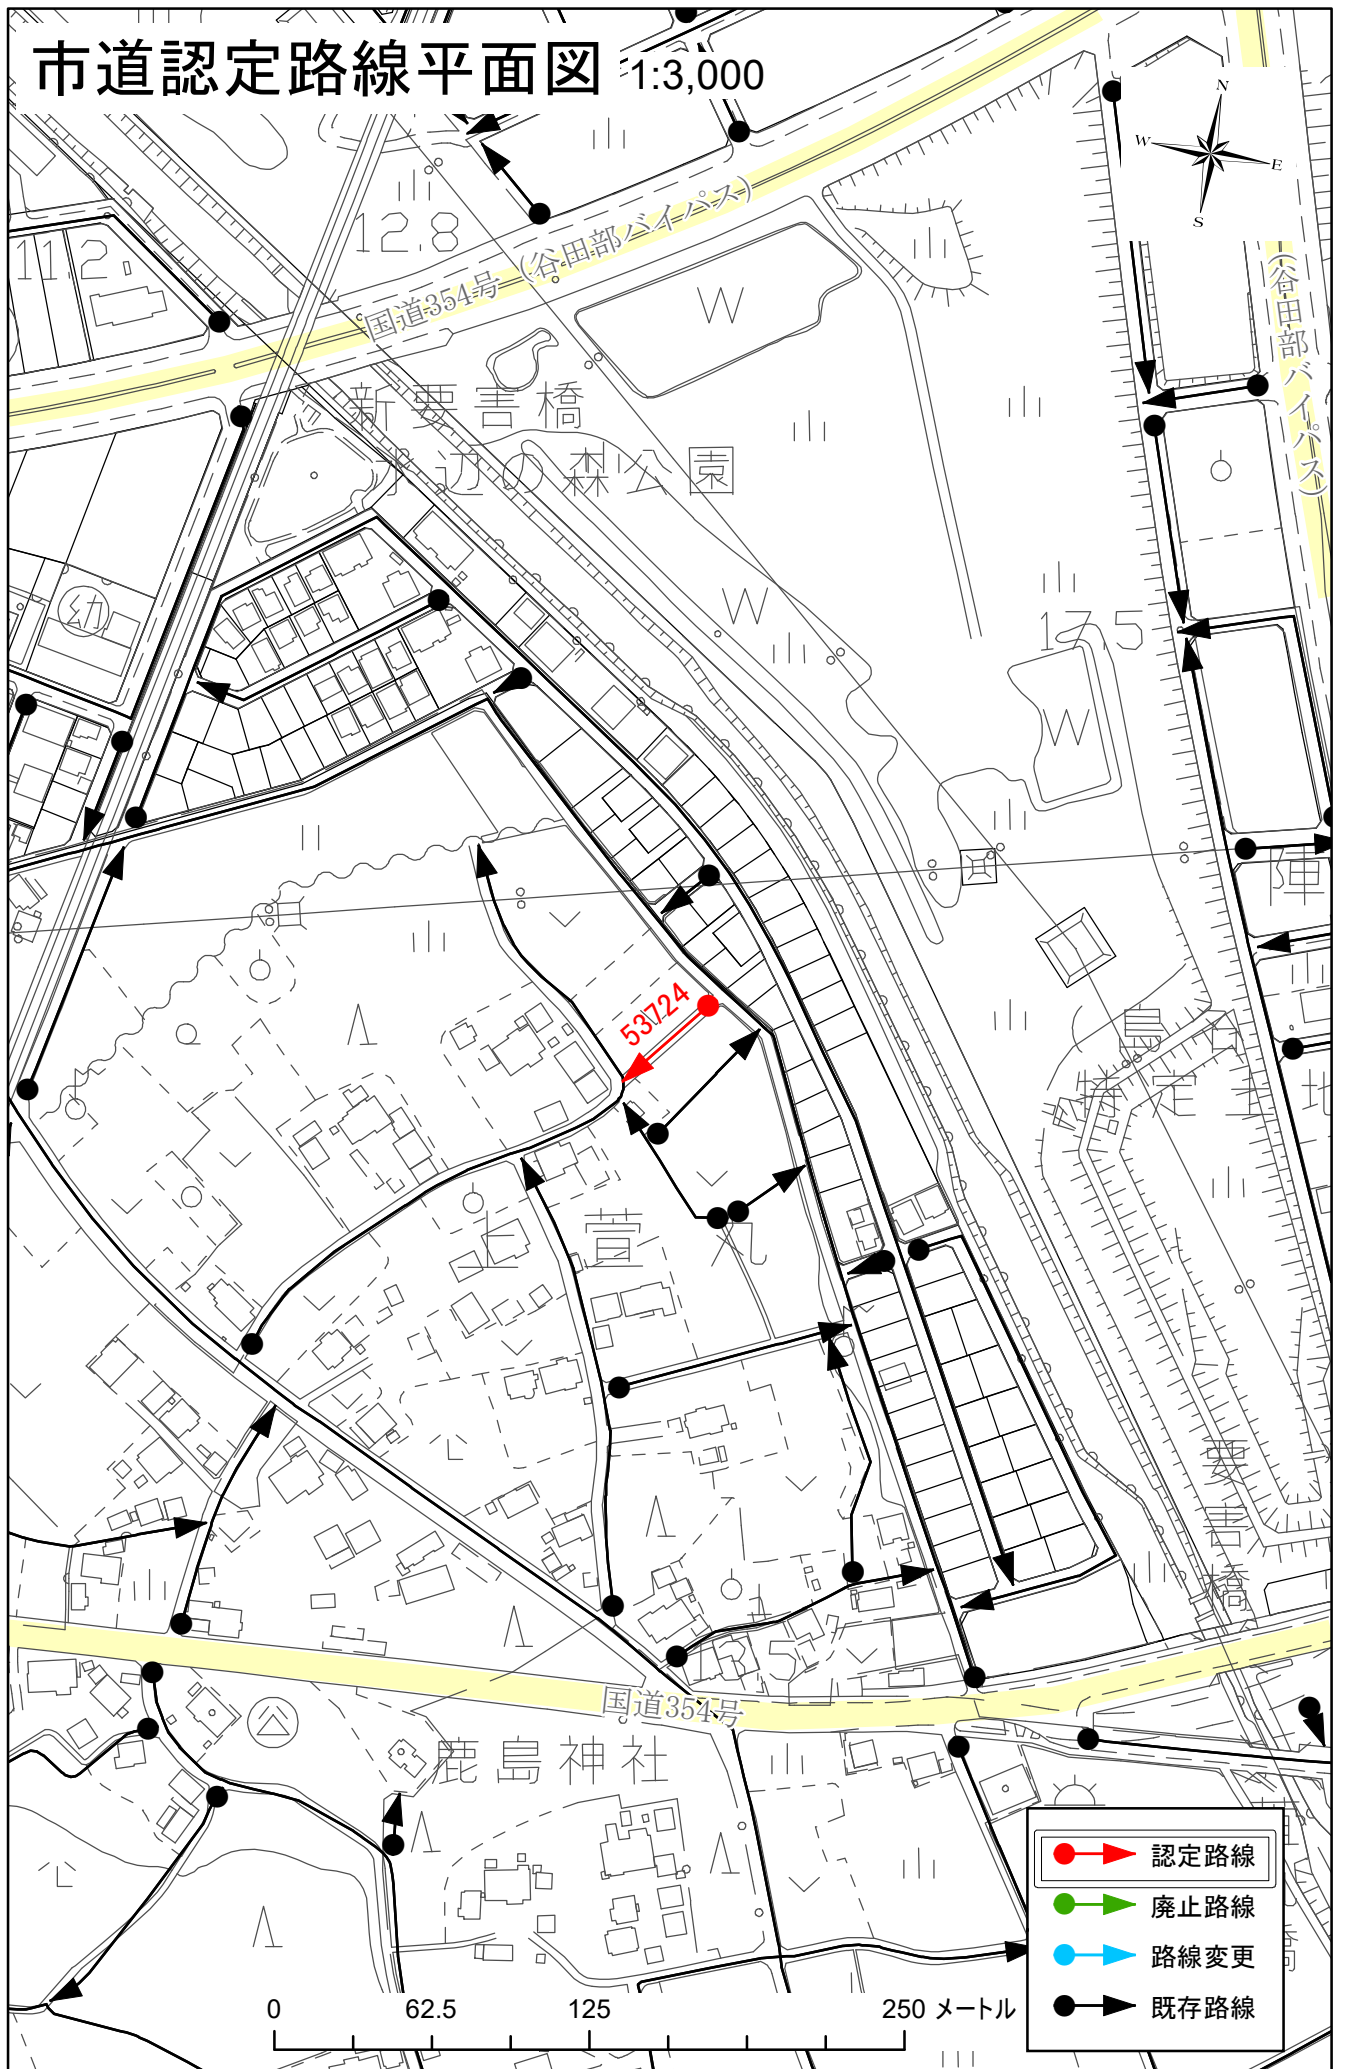 市道認定路線平面図 1:3,000
N
W
E
S
12.8
11.2
国道354号（谷田部バイパス）
（谷田部バイパス）
新要害橋
水辺の森公園
幼
17.5
W
W
W
陣
53724
（島名
特定土地
上萱丸
要害橋
国道354号
鹿島神社
0 62.5 125 250 メートル
認定路線
廃止路線
路線変更
既存路線